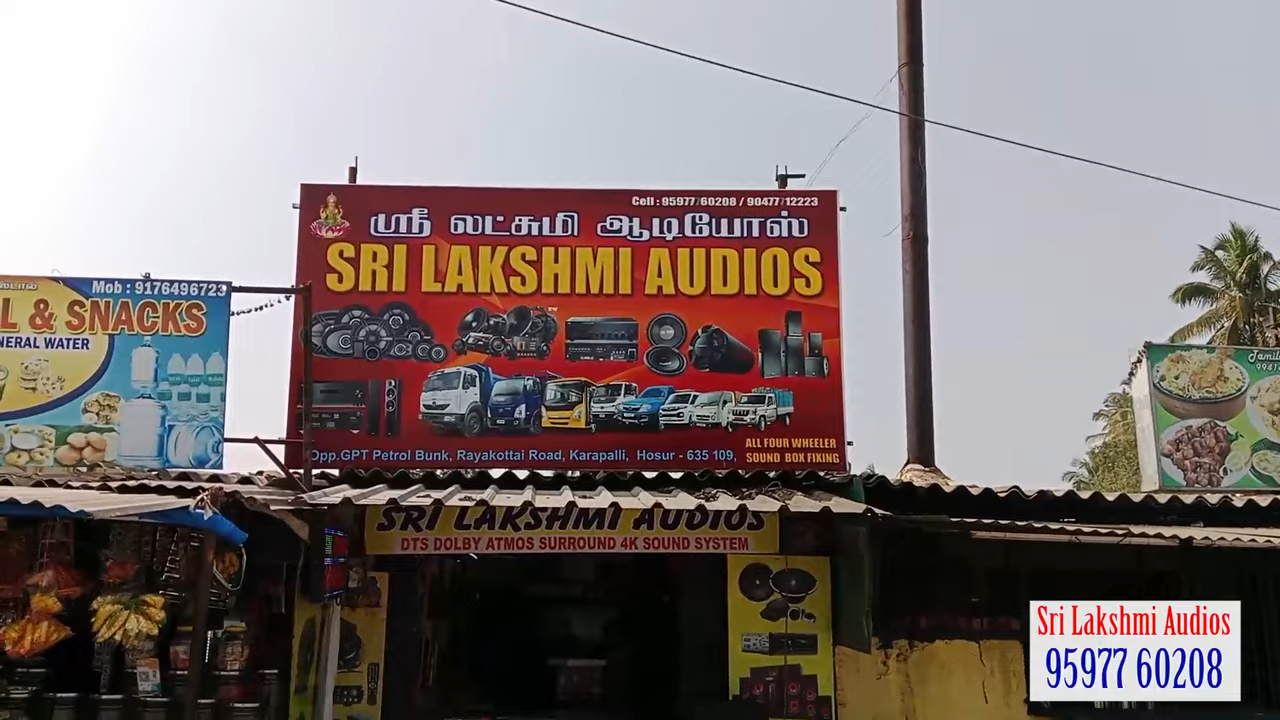 Cell : 95977 60208 / 90477 12223
ஸ்ரீ லட்சுமி ஆடியோஸ்
SRI LAKSHMI AUDIOS
Opp.GPT Petrol Bunk, Rayakottai Road, Karapalli, Hosur - 635 109,
ALL FOUR WHEELER
SOUND BOX FIXING
Mob : 9176496723
L & SNACKS
NERAL WATER
SRI LAKSHMI AUDIOS
DTS DOLBY ATMOS SURROUND 4K SOUND SYSTEM
Sri Lakshmi Audios
95977 60208